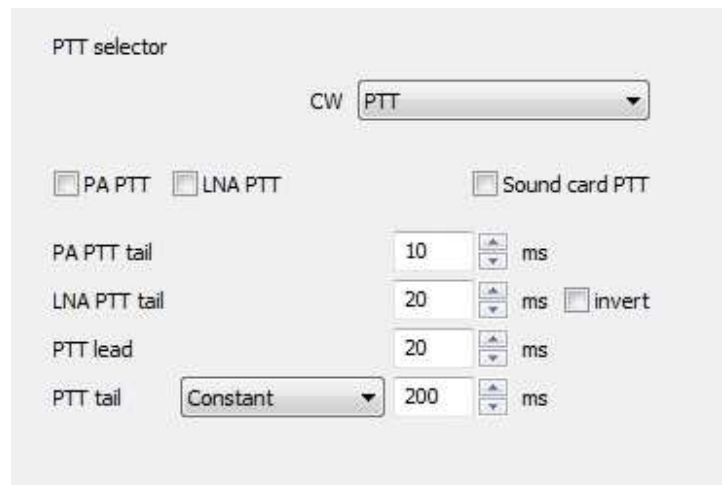 PTT selector
CW PTT
PA PTT LNA PTT Sound card PTT
PA PTT tail 10 ms
LNA PTT tail 20 ms invert
PTT lead 20 ms
PTT tail Constant 200 ms